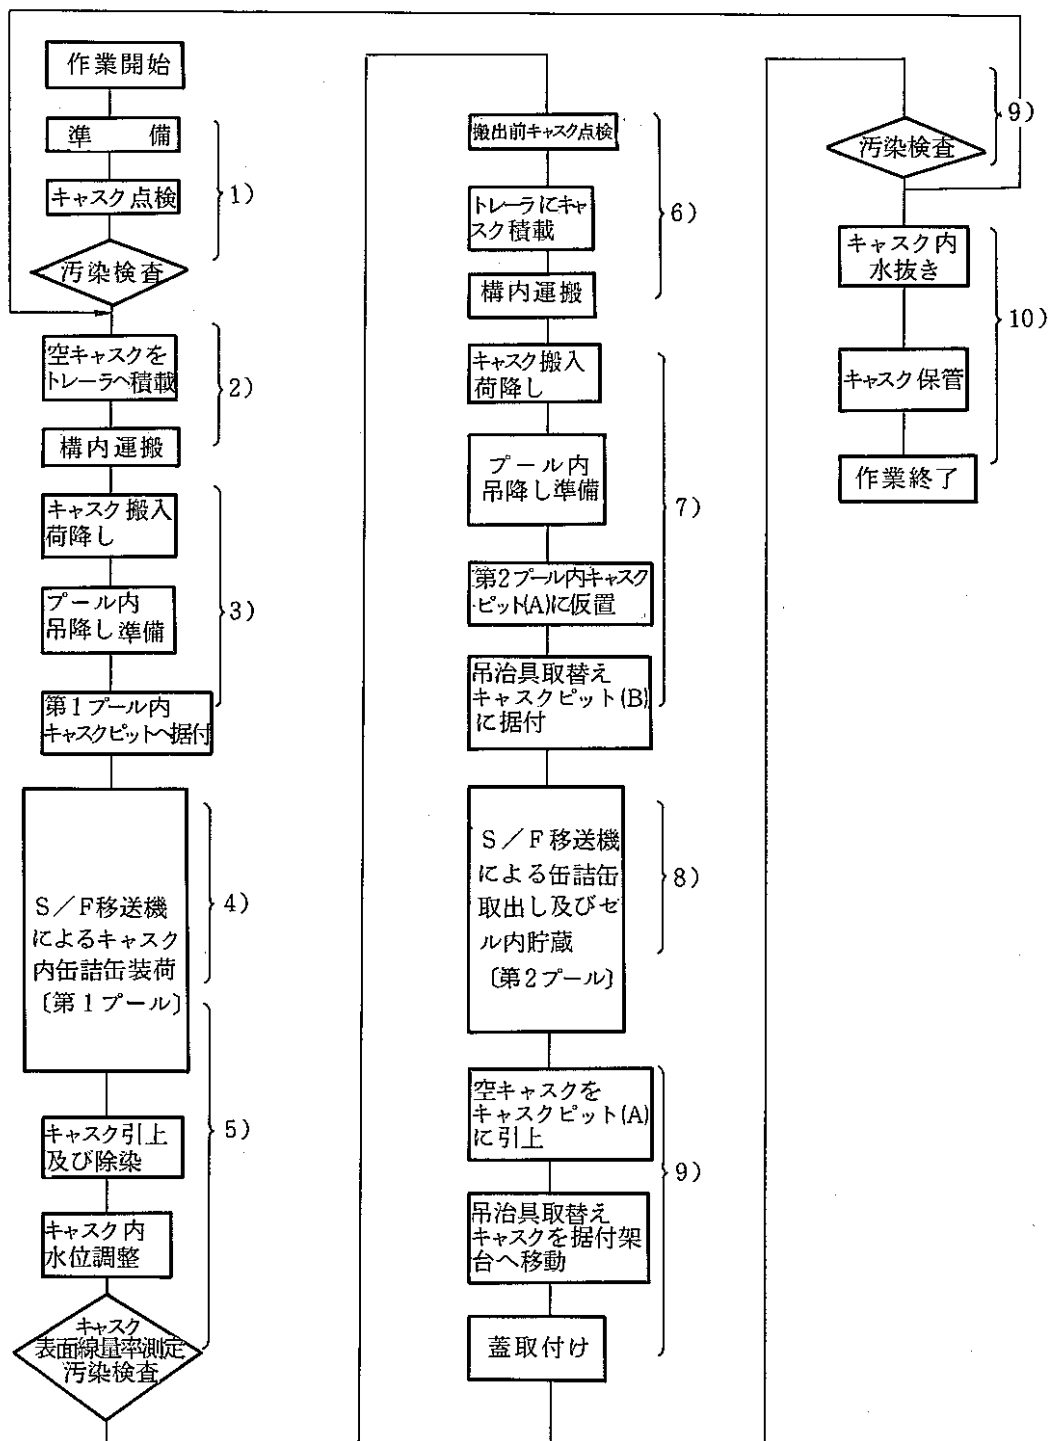 作業開始
準　　備
キャスク点検
1)
汚染検査
空キャスクを
トレーラへ積載
2)
構内運搬
キャスク搬入
荷降し
プール内
吊降し準備
3)
第1プール内
キャスクピットへ据付
S／F移送機
によるキャスク
内缶詰缶装荷
〔第1プール〕
4)
キャスク引上
及び除染
5)
キャスク内
水位調整
キャスク
表面線量率測定
汚染検査
搬出前キャスク点検
トレーラにキャ
スク積載
6)
構内運搬
キャスク搬入
荷降し
プール内
吊降し準備
7)
第2プール内キャスク
ピット(A)に仮置
吊治具取替え
キャスクピット(B)
に据付
S／F移送機
による缶詰缶
取出し及びゼ
ル内貯蔵
〔第2プール〕
8)
空キャスクを
キャスクピット(A)
に引上
9)
吊治具取替え
キャスクを据付架
台へ移動
蓋取付け
9)
汚染検査
キャスク内
水抜き
10)
キャスク保管
作業終了